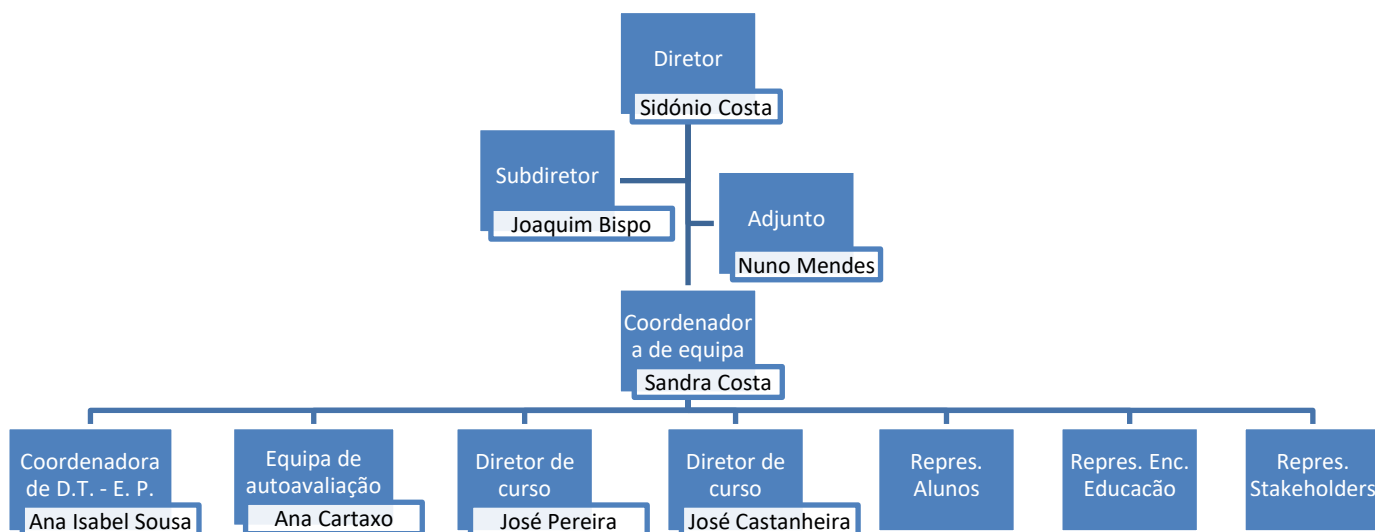 Diretor
Sidónio Costa
Subdiretor
Joaquim Bispo
Adjunto
Nuno Mendes
Coordenador
a de equipa
Sandra Costa
Coordenadora
de D.T. - E. P.
Ana Isabel Sousa
Equipa de
autoavaliação
Ana Cartaxo
Diretor de
curso
José Pereira
Diretor de
curso
José Castanheira
Repres.
Alunos
Repres. Enc.
Educação
Repres.
Stakeholders